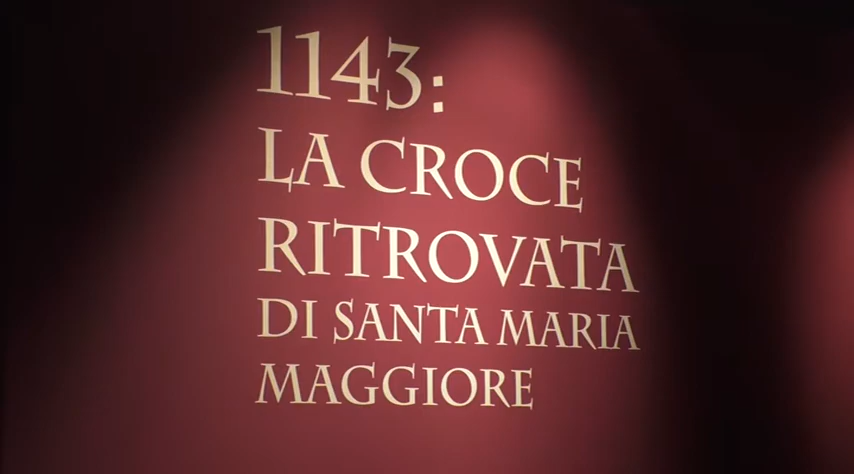 1143:
LA CROCE
RITROVATA
DI SANTA MARIA
MAGGIORE